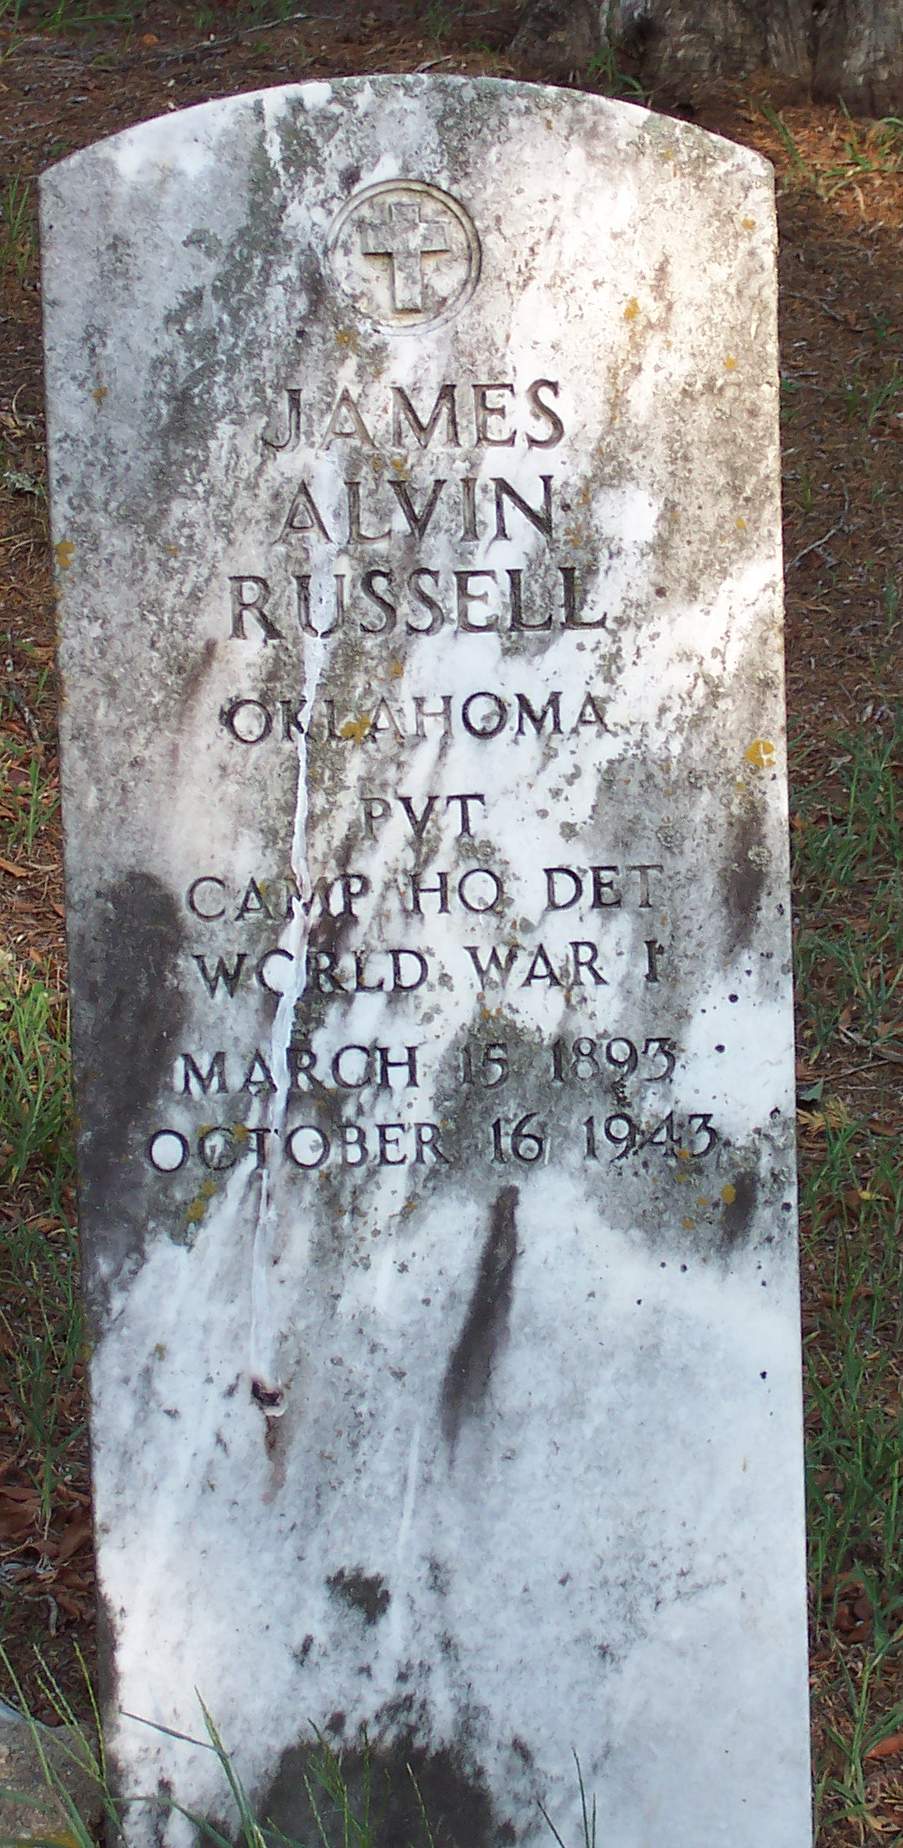 JAMES
ALVIN
RUSSELL
OKLAHOMA
PVT
CAMP HQ DET
WORLD WAR I
MARCH 15 1893
OCTOBER 16 1943